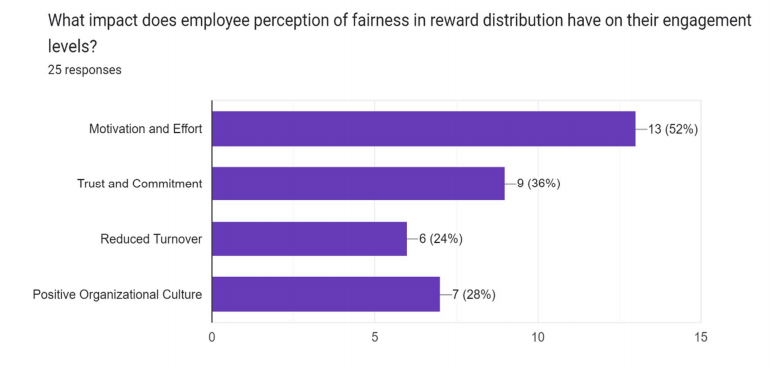 What impact does employee perception of fairness in reward distribution have on their engagement
levels?
25 responses
Motivation and Effort
13 (52%)
Trust and Commitment
9 (36%)
Reduced Turnover
6 (24%)
Positive Organizational Culture
7 (28%)
0
5
10
15